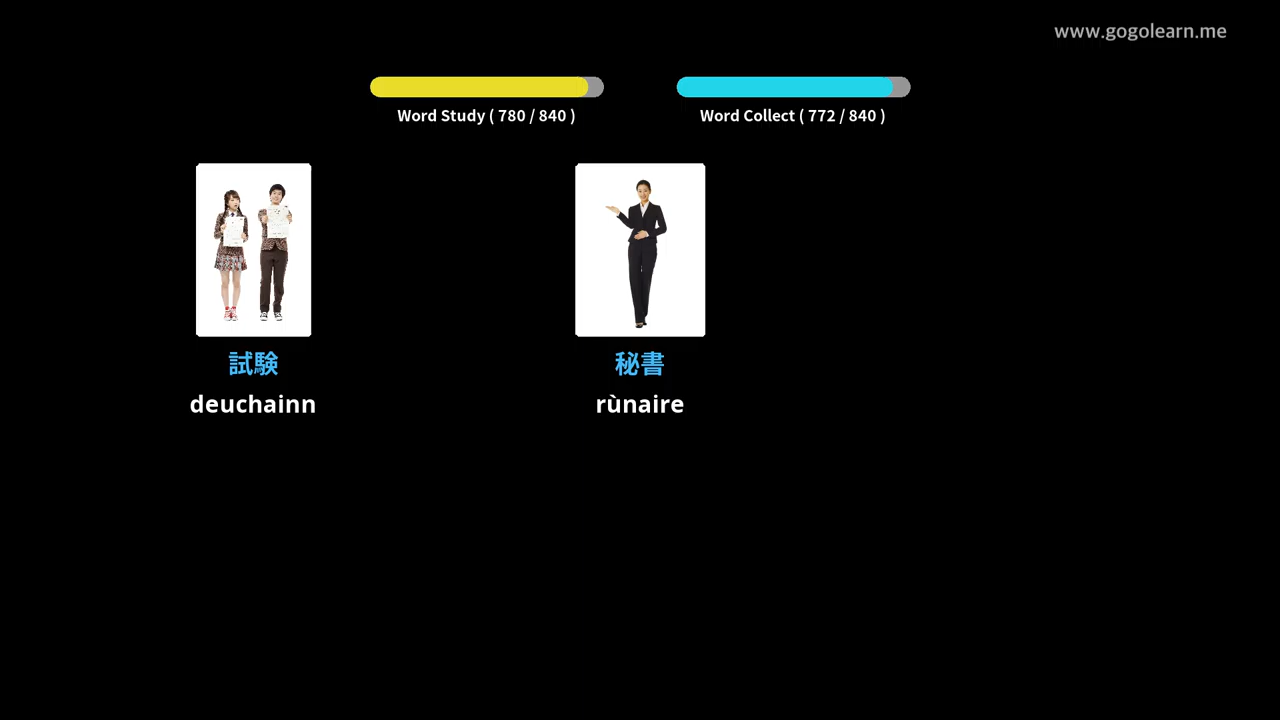 www.gogolearn.me
Word Study ( 780 / 840 )
Word Collect ( 772 / 840 )
試験
deuchainn
秘書
rùnaire